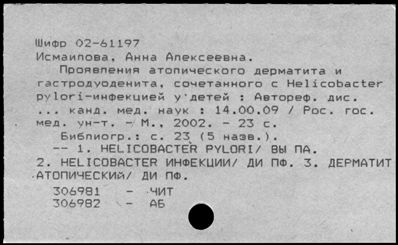 Шифр 02-61197
Исмаилова, Анна Алексеевна.
Проявления атопического дерматита и
гастродуоденита, сочетанного с Helicobacter
pylori-инфекцией у детей : Автореф. дис.
... канд. мед. наук : 14.00.09 / Рос. гос.
мед. ун-т. - М., 2002. - 23 с.
Библиогр.: с. 23 (5 назв.).
-- 1. HELICOBACTER PYLORI/ ВЫ ПА.
2. HELICOBACTER ИНФЕКЦИИ/ ДИ ПФ. 3. ДЕРМАТИТ
АТОПИЧЕСКИЙ/ ДИ ПФ.
306981 - ЧИТ
306982 - АБ